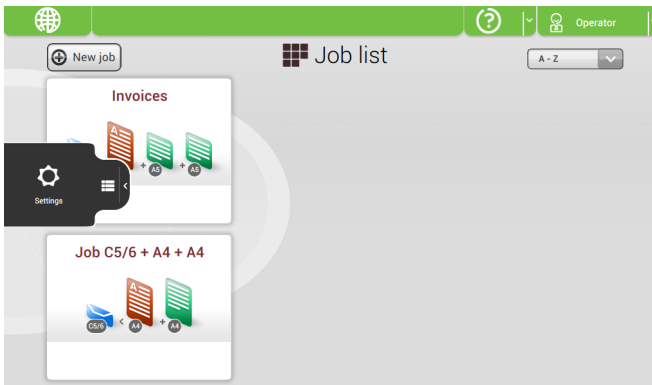 Operator
New job
Job list
A - Z
Invoices
A
+ A5 + A5
Settings
Job C5/6 + A4 + A4
A
C5/6 < A4 + A4